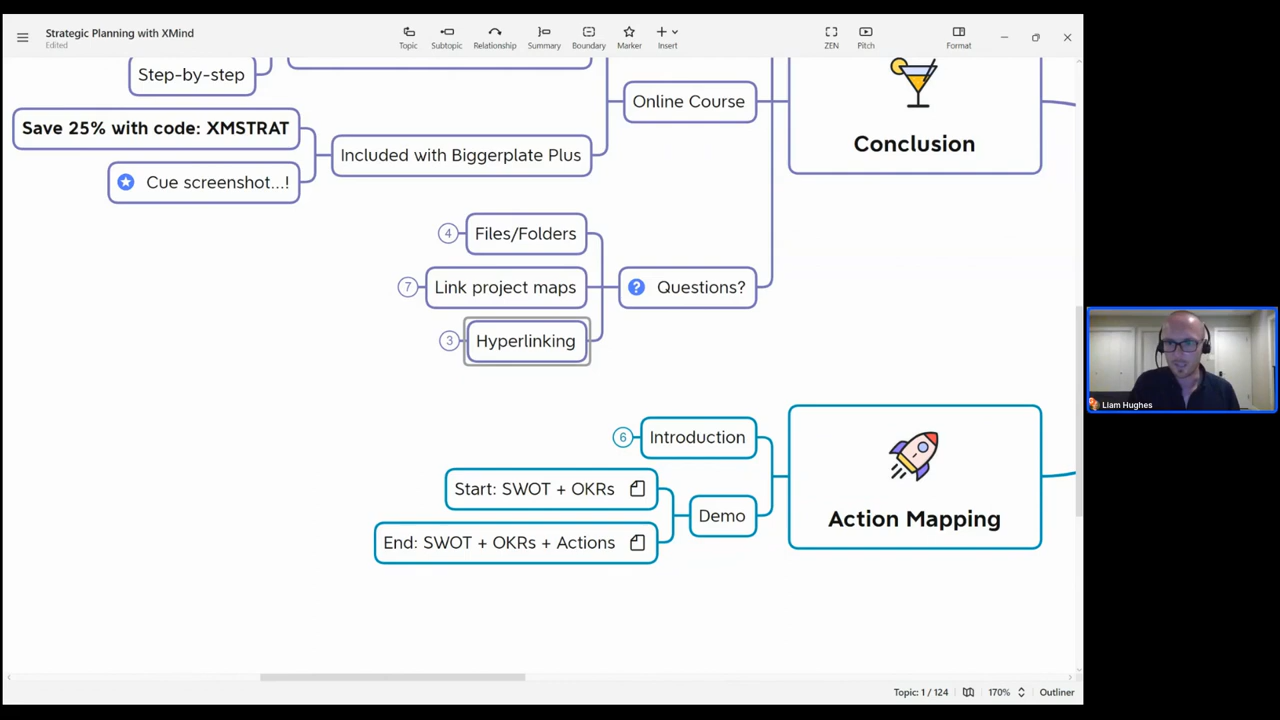 Strategic Planning with XMind
Edited
Topic
Subtopic
Relationship
Summary
Boundary
Marker
Insert
ZEN
Pitch
Format
Step-by-step
Save 25% with code: XMSTRAT
Cue screenshot...!
Included with Biggerplate Plus
Online Course
Conclusion
4
Files/Folders
7
Link project maps
3
Hyperlinking
?
Questions?
6
Introduction
Start: SWOT + OKRs
End: SWOT + OKRs + Actions
Demo
Action Mapping
Liam Hughes
Topic: 1 / 124
170%
Outliner